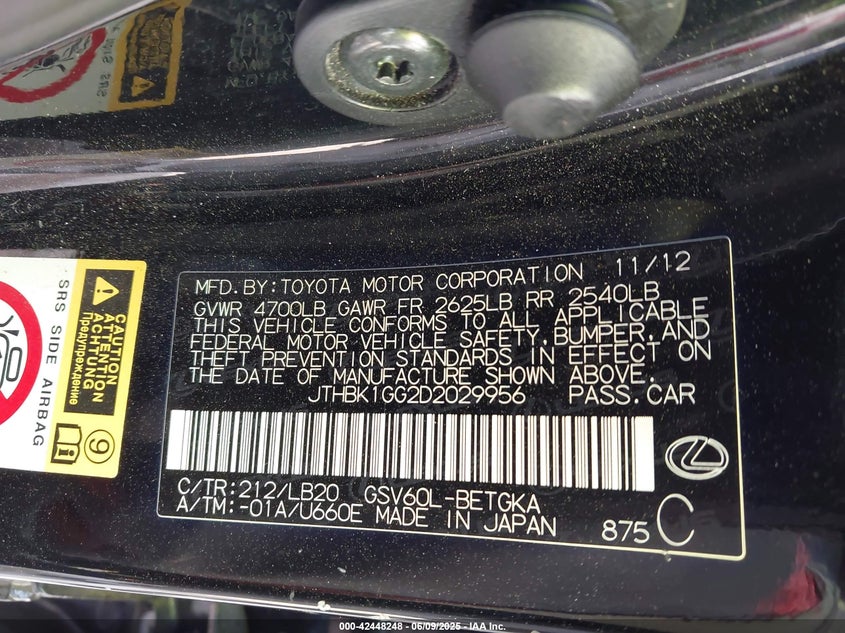 SRS SIDE AIRBAG
CAUTION
ATTENTION
ACHTUNG
Предупреждение
9
MFD. BY: TOYOTA MOTOR CORPORATION 11/12
GVWR 4700LB GAWR FR 2625LB RR 2540LB
THIS VEHICLE CONFORMS TO ALL APPLICABLE
FEDERAL MOTOR VEHICLE SAFETY, BUMPER, AND
THEFT PREVENTION STANDARDS IN EFFECT ON
THE DATE OF MANUFACTURE SHOWN ABOVE.
JTHBK1GG2D2029956 PASS. CAR
C/TR: 212/LB20 GSV60L-BETGKA
A/TM: -01A/U660E MADE IN JAPAN 875 C
000-42448248 - 06/09/2025 - IAA Inc.